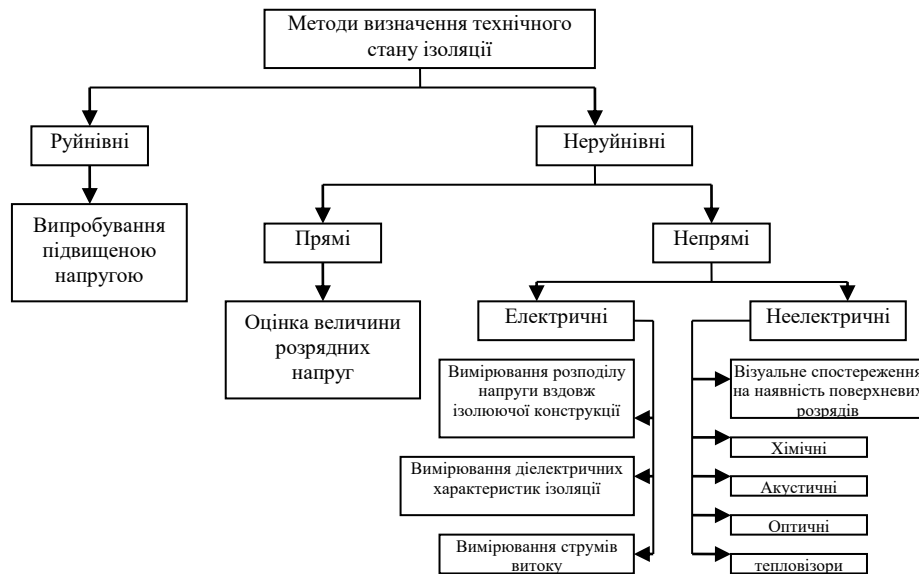 Методи визначення технічного
стану ізоляції
Руйнівні
Неруйнівні
Випробування
підвищеною
напругою
Прямі
Непрямі
Оцінка величини
розрядних
напруг
Електричні
Неелектричні
Вимірювання розподілу
напруги вздовж
ізолюючої конструкції
Візуальне спостереження
на наявність поверхневих
розрядів
Хімічні
Вимірювання діелектричних
характеристик ізоляції
Акустичні
Оптичні
Вимірювання струмів
витоку
тепловізори